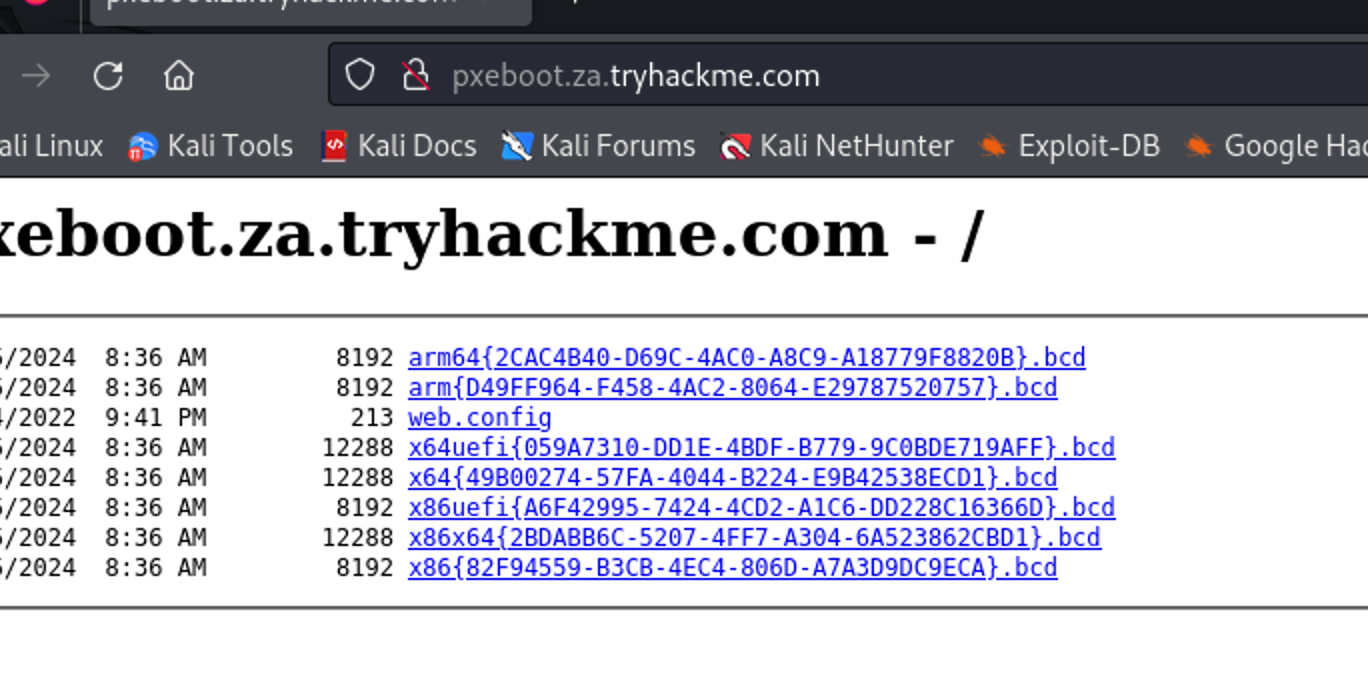 pxeboot.za.tryhackme.com
ali Linux Kali Tools Kali Docs Kali Forums Kali NetHunter Exploit-DB Google Hac
xeboot.za.tryhackme.com - /
5/2024 8:36 AM 8192 arm64{2CAC4B40-D69C-4AC0-A8C9-A18779F8820B}.bcd
5/2024 8:36 AM 8192 arm{D49FF964-F458-4AC2-8064-E29787520757}.bcd
4/2022 9:41 PM 213 web.config
5/2024 8:36 AM 12288 x64uefi{059A7310-DD1E-4BDF-B779-9C0BDE719AFF}.bcd
5/2024 8:36 AM 12288 x64{49B00274-57FA-4044-B224-E9B42538ECD1}.bcd
5/2024 8:36 AM 8192 x86uefi{A6F42995-7424-4CD2-A1C6-DD228C16366D}.bcd
5/2024 8:36 AM 12288 x86x64{2BDABB6C-5207-4FF7-A304-6A523862CBD1}.bcd
5/2024 8:36 AM 8192 x86{82F94559-B3CB-4EC4-806D-A7A3D9DC9ECA}.bcd